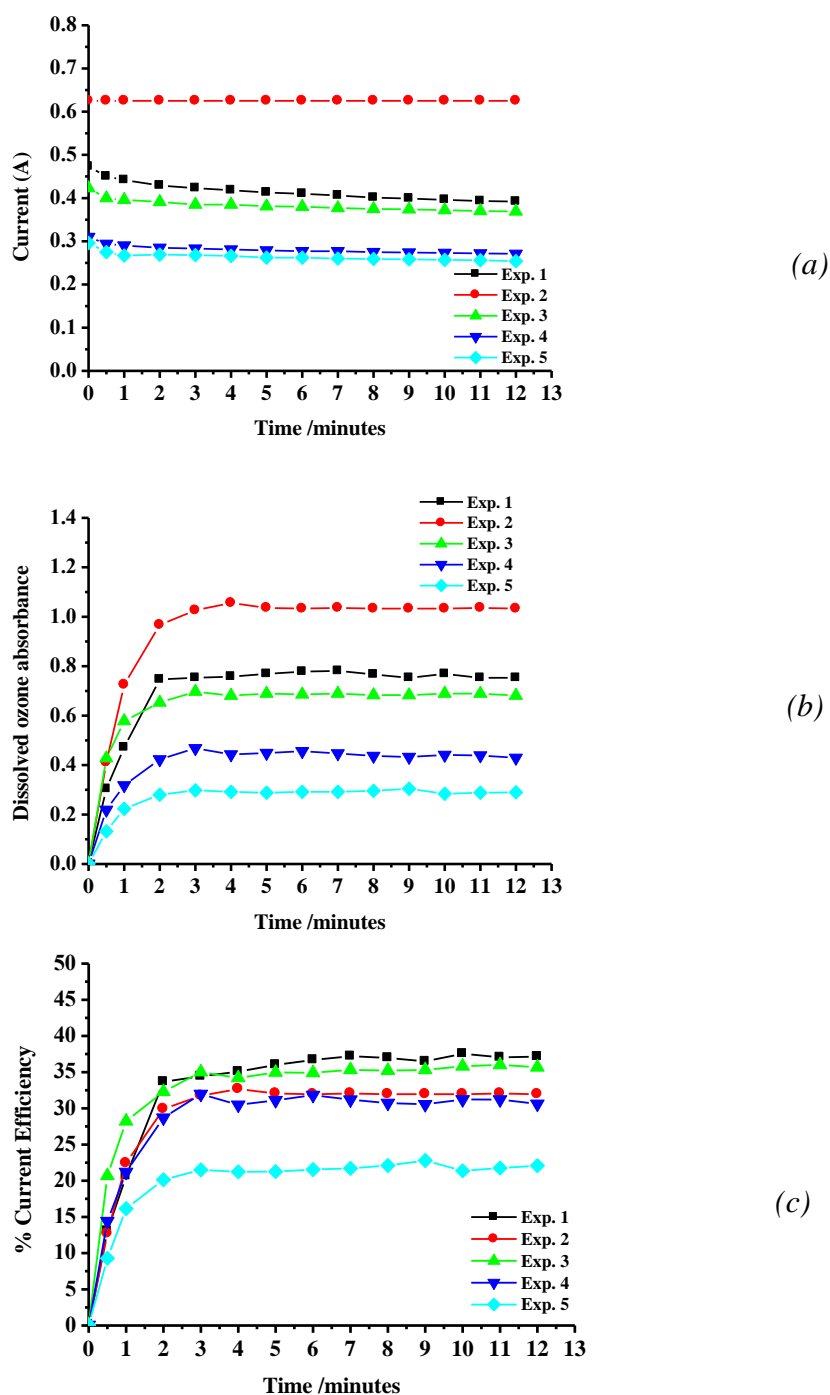 0.8
0.7
0.6
0.5
0.4
0.3
0.2
0.1
0.0
Current (A)
0 1 2 3 4 5 6 7 8 9 10 11 12 13
Time /minutes
Exp. 1
Exp. 2
Exp. 3
Exp. 4
Exp. 5
(a)
Exp. 1
Exp. 2
Exp. 3
Exp. 4
Exp. 5
1.4
1.2
1.0
0.8
0.6
0.4
0.2
0.0
Dissolved ozone absorbance
0 1 2 3 4 5 6 7 8 9 10 11 12 13
Time /minutes
(b)
50
45
40
35
30
25
20
15
10
5
0
% Current Efficiency
Exp. 1
Exp. 2
Exp. 3
Exp. 4
Exp. 5
0 1 2 3 4 5 6 7 8 9 10 11 12 13
Time /minutes
(c)